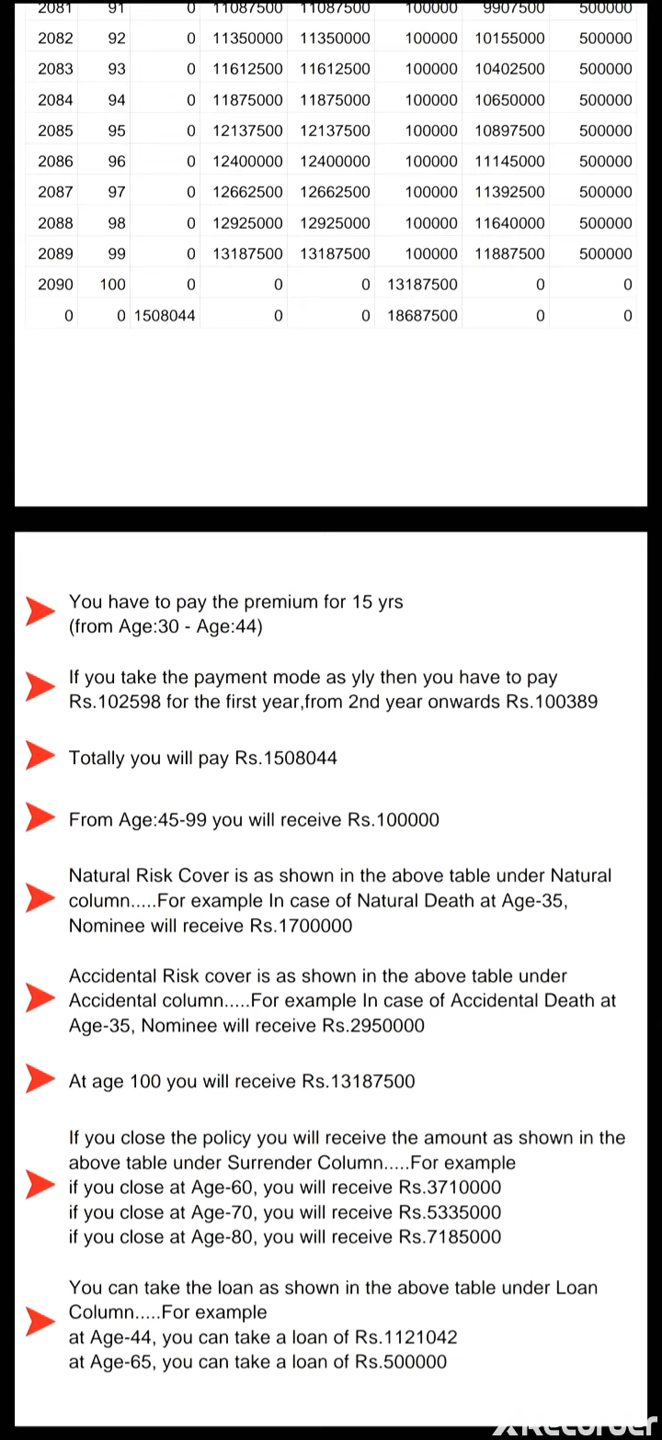 2081 91 0 11087500 11087500 100000 9907500 500000
2082 92 0 11350000 11350000 100000 10155000 500000
2083 93 0 11612500 11612500 100000 10402500 500000
2084 94 0 11875000 11875000 100000 10650000 500000
2085 95 0 12137500 12137500 100000 10897500 500000
2086 96 0 12400000 12400000 100000 11145000 500000
2087 97 0 12662500 12662500 100000 11392500 500000
2088 98 0 12925000 12925000 100000 11640000 500000
2089 99 0 13187500 13187500 100000 11887500 500000
2090 100 0 0 0 13187500 0 0
0 0 1508044 0 0 18687500 0 0
You have to pay the premium for 15 yrs
(from Age:30 - Age:44)
If you take the payment mode as yly then you have to pay
Rs.102598 for the first year,from 2nd year onwards Rs.100389
Totally you will pay Rs.1508044
From Age:45-99 you will receive Rs.100000
Natural Risk Cover is as shown in the above table under Natural
column.....For example In case of Natural Death at Age-35,
Nominee will receive Rs.1700000
Accidental Risk cover is as shown in the above table under
Accidental column.....For example In case of Accidental Death at
Age-35, Nominee will receive Rs.2950000
At age 100 you will receive Rs.13187500
If you close the policy you will receive the amount as shown in the
above table under Surrender Column.....For example
if you close at Age-60, you will receive Rs.3710000
if you close at Age-70, you will receive Rs.5335000
if you close at Age-80, you will receive Rs.7185000
You can take the loan as shown in the above table under Loan
Column.....For example
at Age-44, you can take a loan of Rs.1121042
at Age-65, you can take a loan of Rs.500000
XRecorder